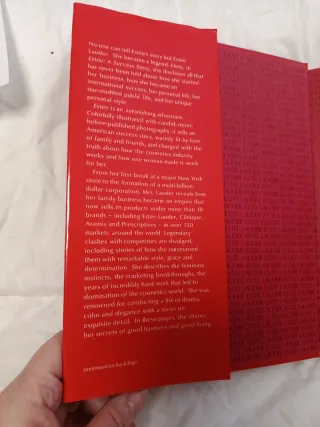 No one can tell Estée's story but Estée
Lauder. She became a legend. Here, in
Estée: A Success Story, she discloses all that
has never been told about how she started
her business, how she became an
international success, her personal life, her
star-studded public life, and her unique
personal style.
Estée is an astonishing adventure.
Colorfully illustrated with candid, never-
before-published photographs, it tells an
American success story, warmly lit by love
of family and friends, and charged with the
truth about how the cosmetics industry
works and how one woman made it work
for her.
From her first break at a major New York
store to the formation of a multi-billion-
dollar corporation, Mrs. Lauder reveals how
her family business became an empire that
now sells its products under more than 18
brands – including Estée Lauder, Clinique,
Aramis and Prescriptives – in over 130
markets around the world. Legendary
clashes with competitors are divulged,
including stories of how she outsmarted
them with remarkable style, grace and
determination. She describes the feminine
instincts, the marketing breakthroughs, the
years of incredibly hard work that led to
domination of the cosmetics world. She was
renowned for conducting a life of drama,
color and elegance with a focus on
exquisite detail. In these pages, she shares
her secrets of good business and good living.
continued on back flap